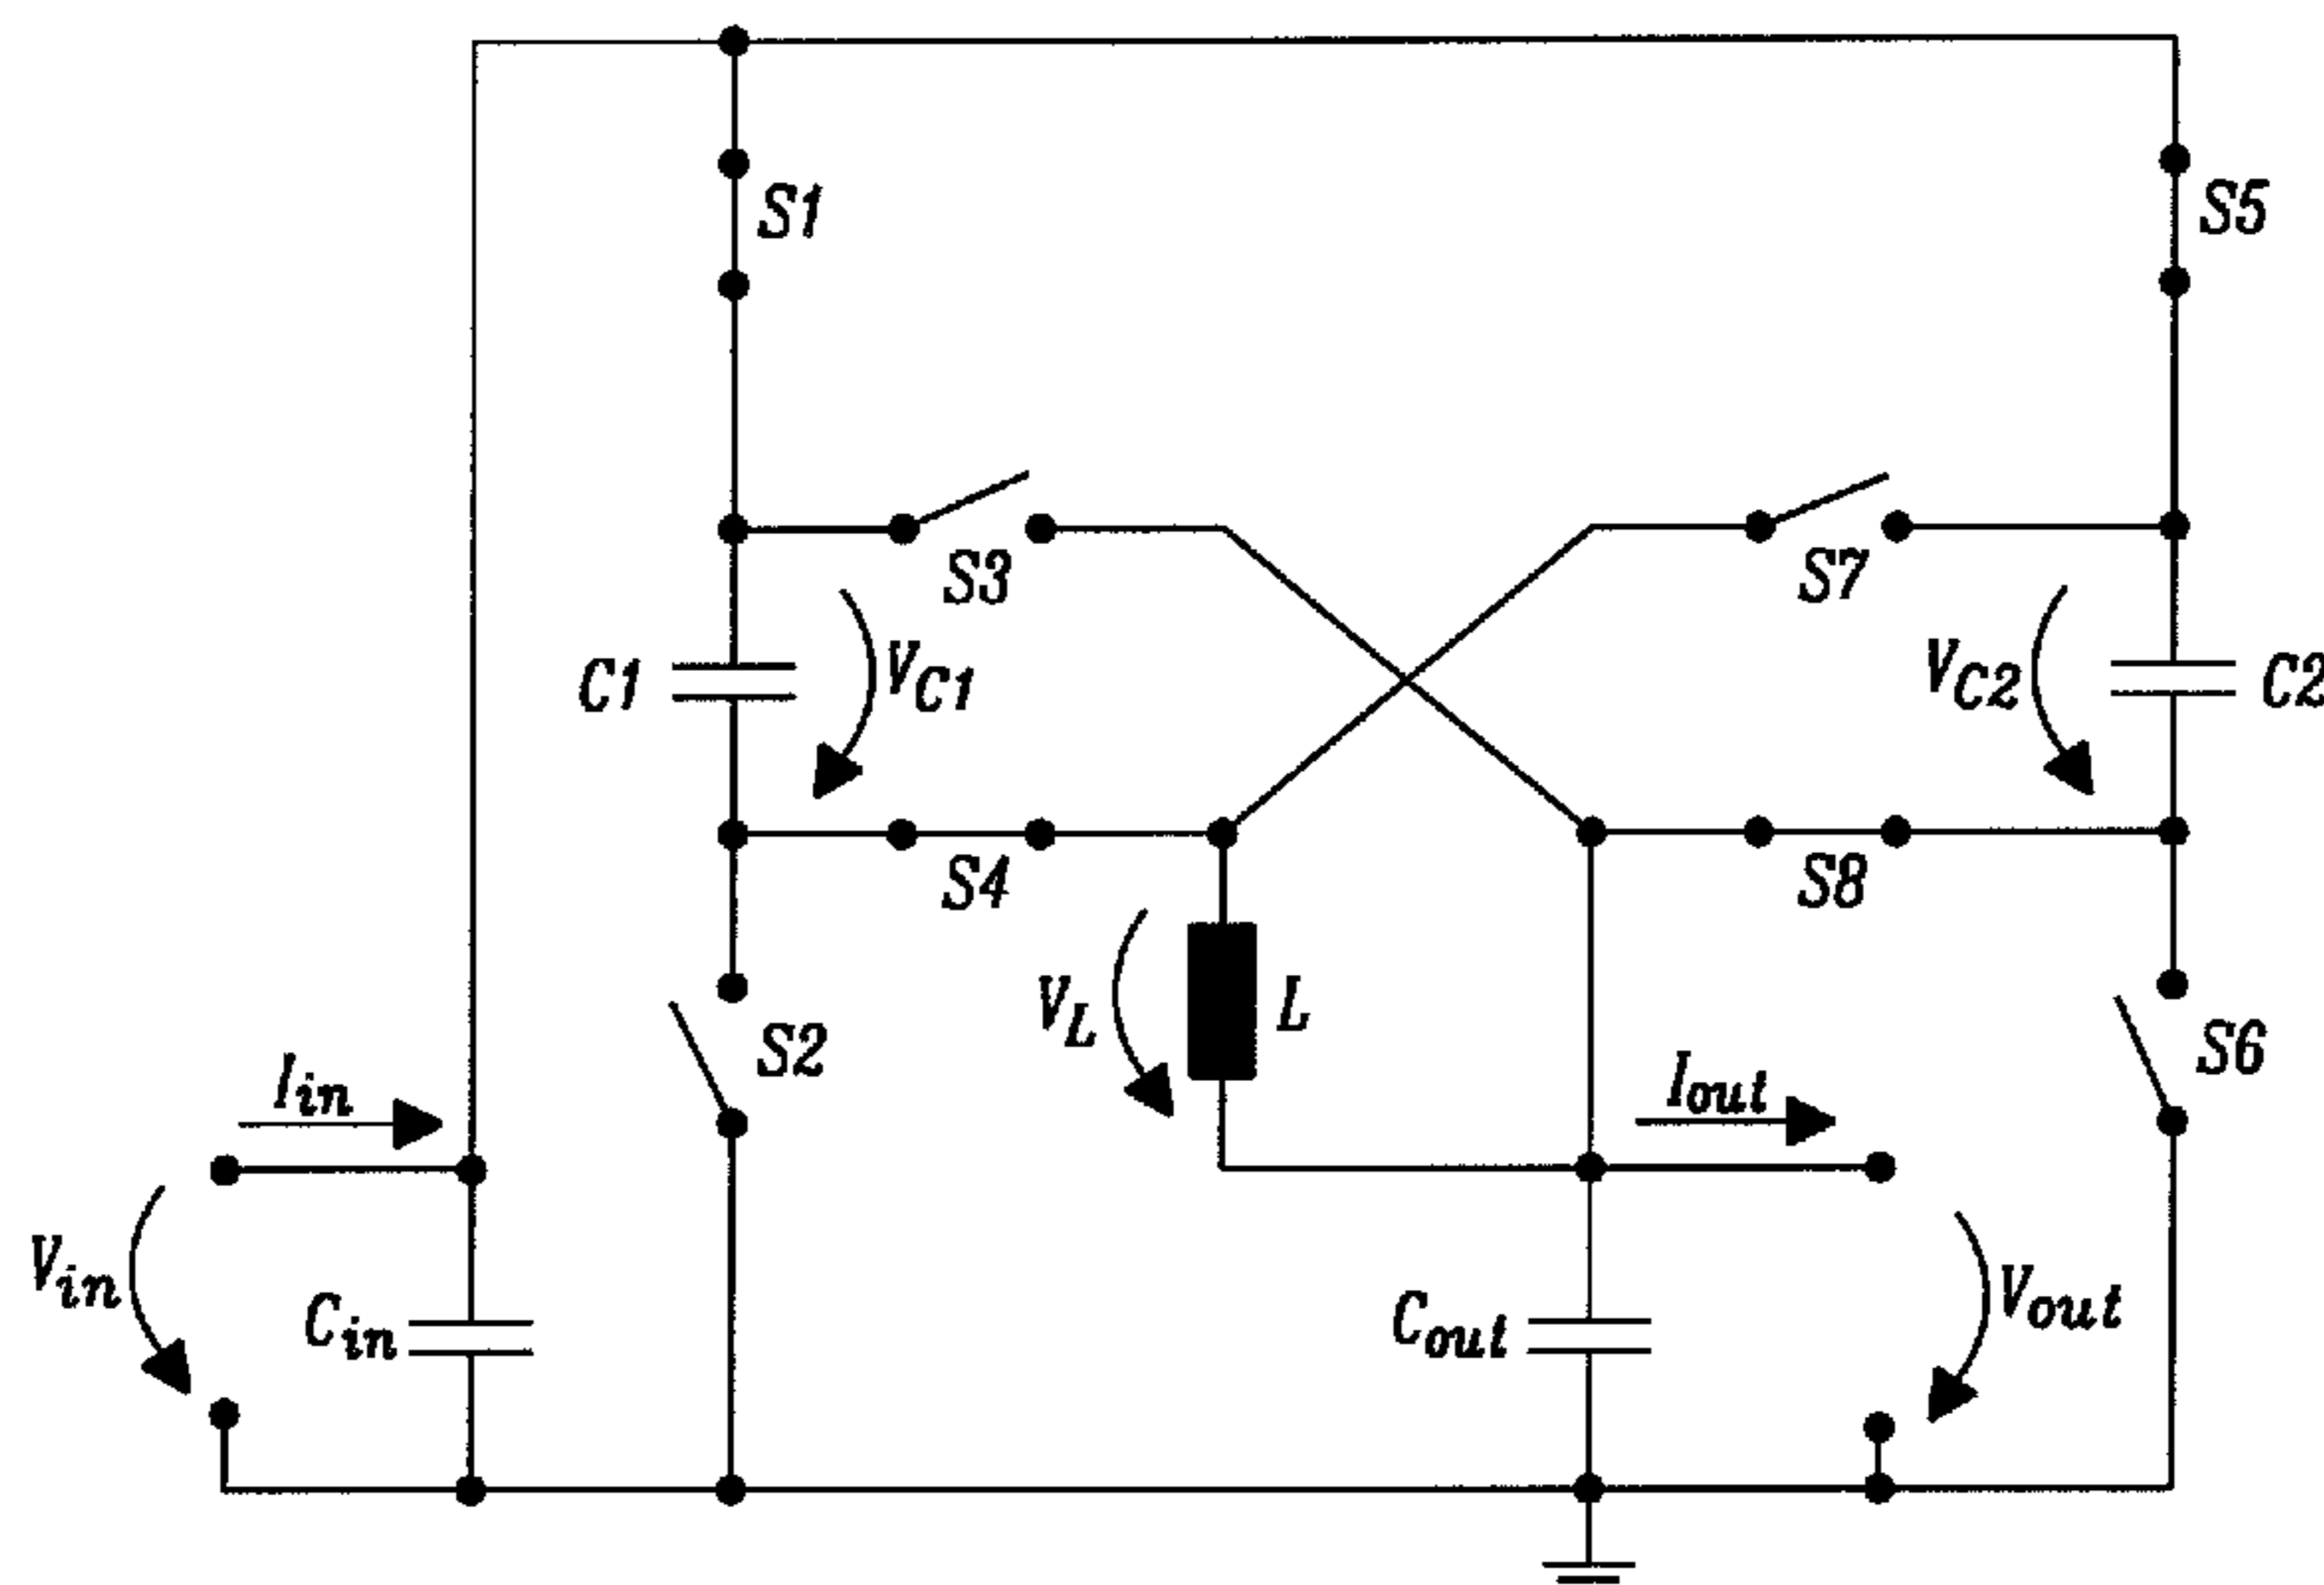 S1
S5
S3
S7
C1
VC1
VC2
C2
S4
S8
VL
L
S2
S6
Iin
Iout
Vin
Cin
Cout
Vout